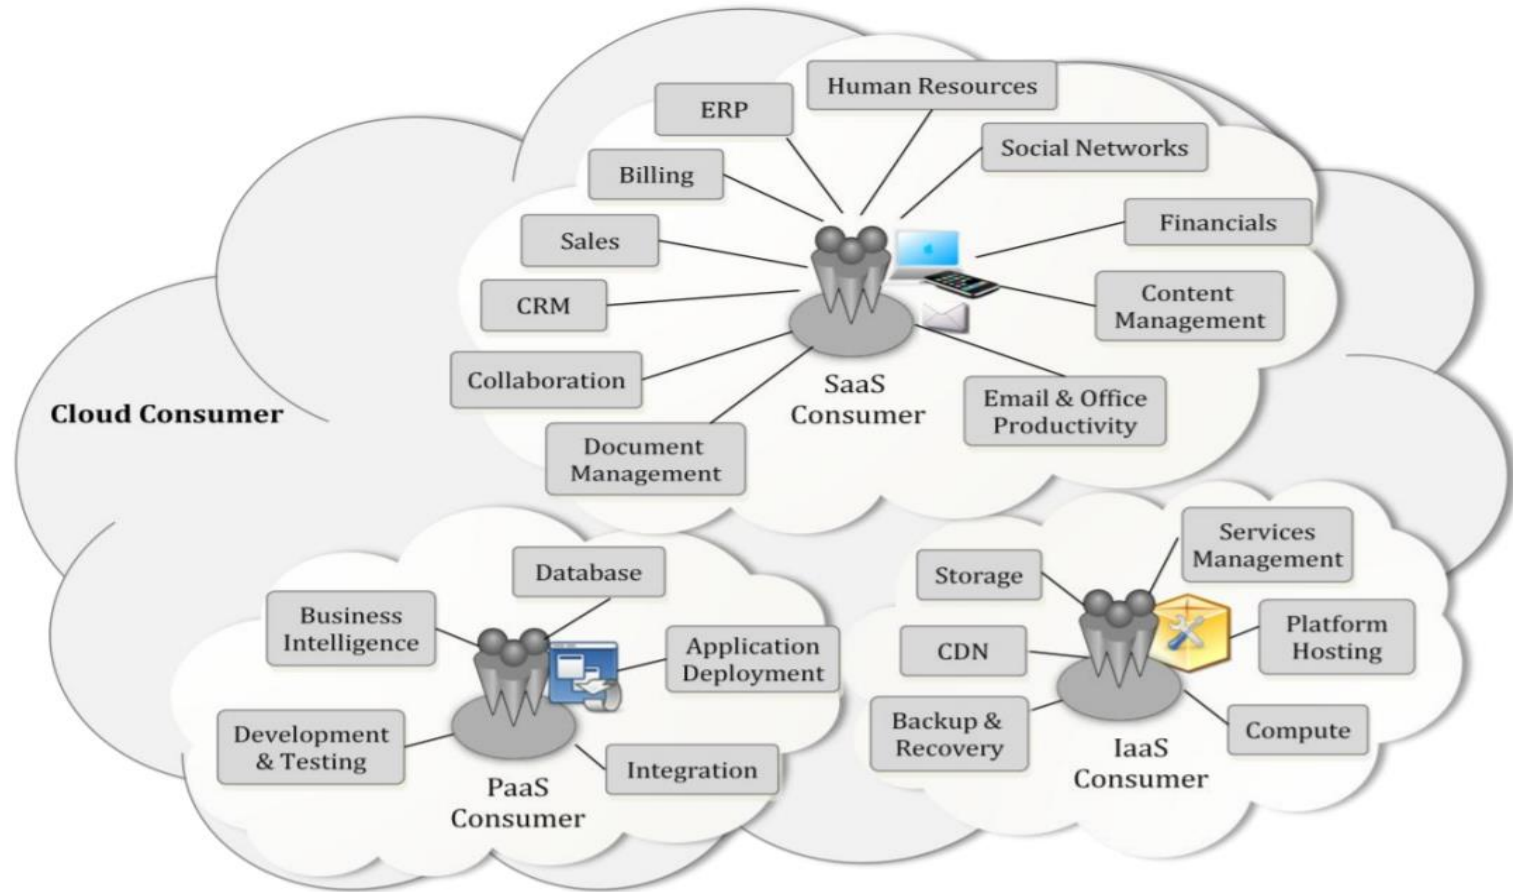 Human Resources
ERP
Social Networks
Billing
Sales
Financials
CRM
Content
Management
Collaboration
SaaS
Consumer
Email & Office
Productivity
Document
Management
Cloud Consumer
Database
Business
Intelligence
Application
Deployment
Development
& Testing
Integration
PaaS
Consumer
Services
Management
Storage
Platform
Hosting
CDN
Backup &
Recovery
Compute
IaaS
Consumer